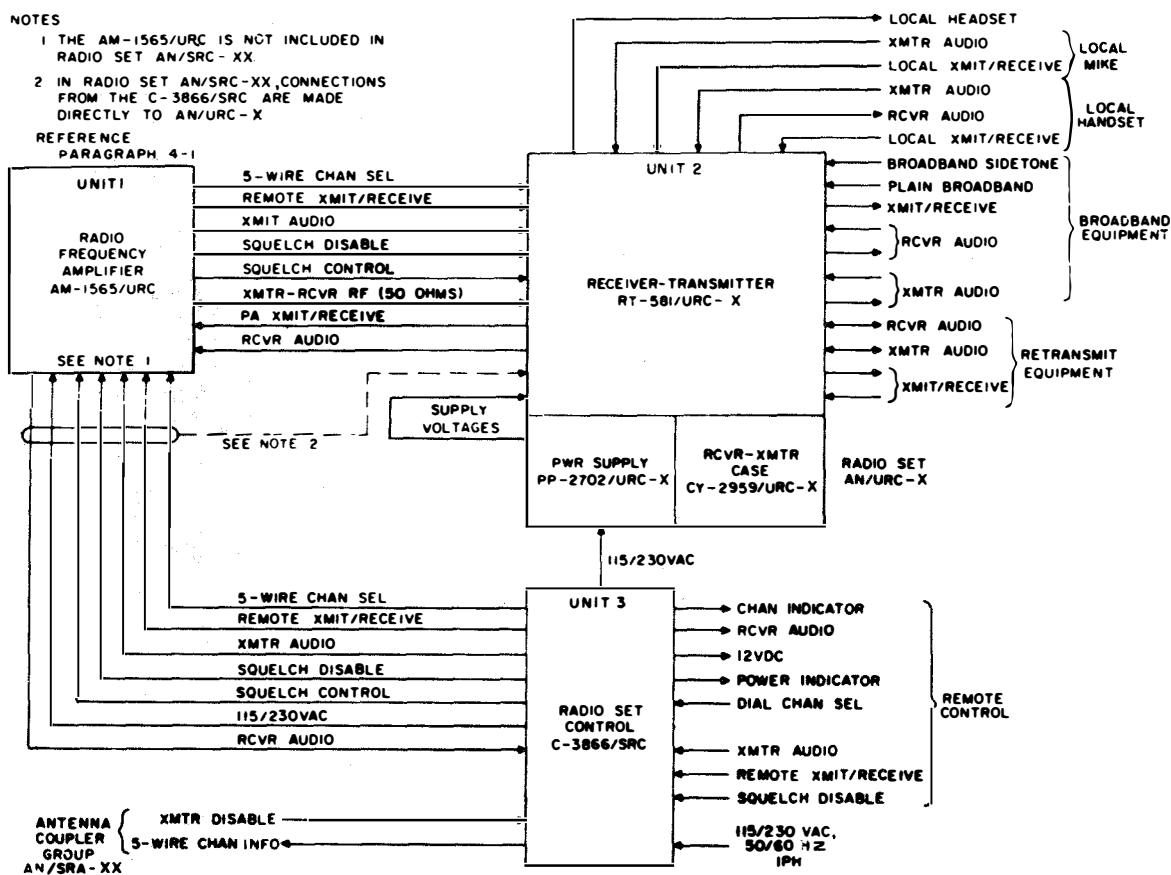 NOTES
1 THE AM-1565/URC IS NOT INCLUDED IN
RADIO SET AN/SRC-XX.
2 IN RADIO SET AN/SRC-XX, CONNECTIONS
FROM THE C-3866/SRC ARE MADE
DIRECTLY TO AN/URC-X
REFERENCE
PARAGRAPH 4-1
UNIT 1
RADIO
FREQUENCY
AMPLIFIER
AM-1565/URC
SEE NOTE 1
5-WIRE CHAN SEL
REMOTE XMIT/RECEIVE
XMIT AUDIO
SQUELCH DISABLE
SQUELCH CONTROL
XMTR-RCVR RF (50 OHMS)
PA XMIT/RECEIVE
RCVR AUDIO
SUPPLY
VOLTAGES
SEE NOTE 2
UNIT 2
RECEIVER-TRANSMITTER
RT-581/URC-X
PWR SUPPLY
PP-2702/URC-X
RCVR-XMTR
CASE
CY-2959/URC-X
RADIO SET
AN/URC-X
LOCAL HEADSET
XMTR AUDIO
LOCAL XMIT/RECEIVE
LOCAL
MIKE
XMTR AUDIO
RCVR AUDIO
LOCAL XMIT/RECEIVE
LOCAL
HANDSET
BROADBAND SIDETONE
PLAIN BROADBAND
XMIT/RECEIVE
RCVR AUDIO
XMTR AUDIO
BROADBAND
EQUIPMENT
RCVR AUDIO
XMTR AUDIO
XMIT/RECEIVE
RETRANSMIT
EQUIPMENT
115/230VAC
UNIT 3
RADIO SET
CONTROL
C-3866/SRC
5-WIRE CHAN SEL
REMOTE XMIT/RECEIVE
XMTR AUDIO
SQUELCH DISABLE
SQUELCH CONTROL
115/230VAC
RCVR AUDIO
XMTR DISABLE
5-WIRE CHAN INFO
ANTENNA
COUPLER
GROUP
AN/SRA-XX
CHAN INDICATOR
RCVR AUDIO
12VDC
POWER INDICATOR
DIAL CHAN SEL
XMTR AUDIO
REMOTE XMIT/RECEIVE
SQUELCH DISABLE
REMOTE
CONTROL
115/230 VAC,
50/60 HZ
1PH